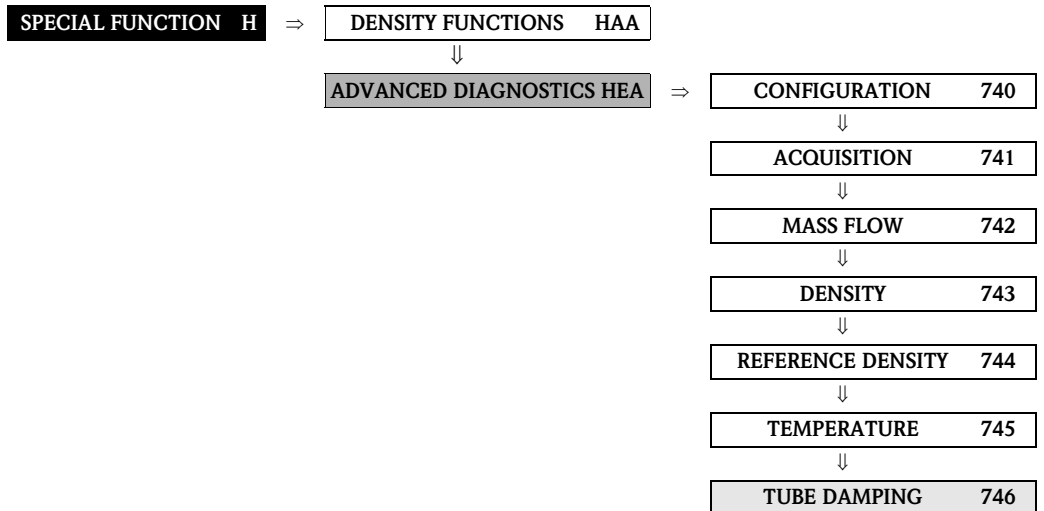 SPECIAL FUNCTION H ⇒ DENSITY FUNCTIONS HAA
⇓
ADVANCED DIAGNOSTICS HEA ⇒ CONFIGURATION 740
⇓
ACQUISITION 741
⇓
MASS FLOW 742
⇓
DENSITY 743
⇓
REFERENCE DENSITY 744
⇓
TEMPERATURE 745
⇓
TUBE DAMPING 746